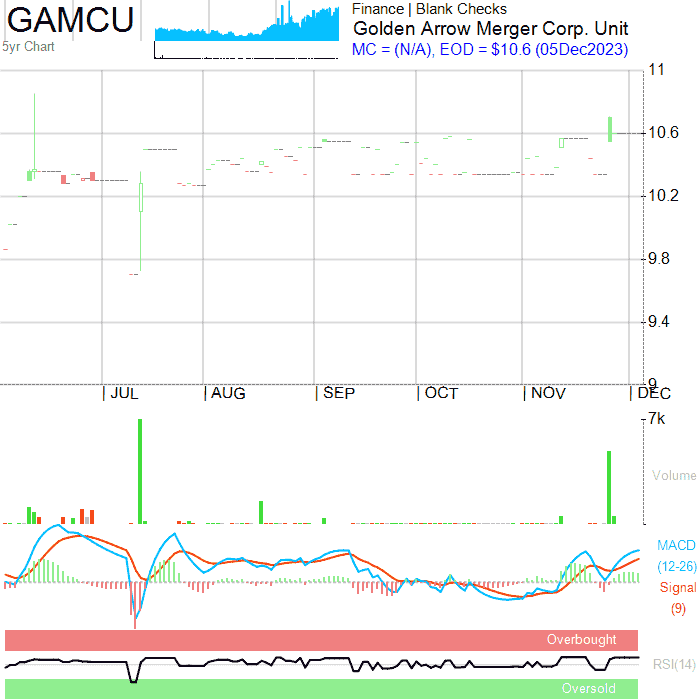 GAMCU
5yr Chart
Finance | Blank Checks
Golden Arrow Merger Corp. Unit
MC = (N/A), EOD = $10.6 (05Dec2023)
11
10.6
10.2
9.8
9.4
9
| JUL | AUG | SEP | OCT | NOV | DEC
7k
Volume
MACD
(12-26)
Signal
(9)
Overbought
RSI(14)
Oversold